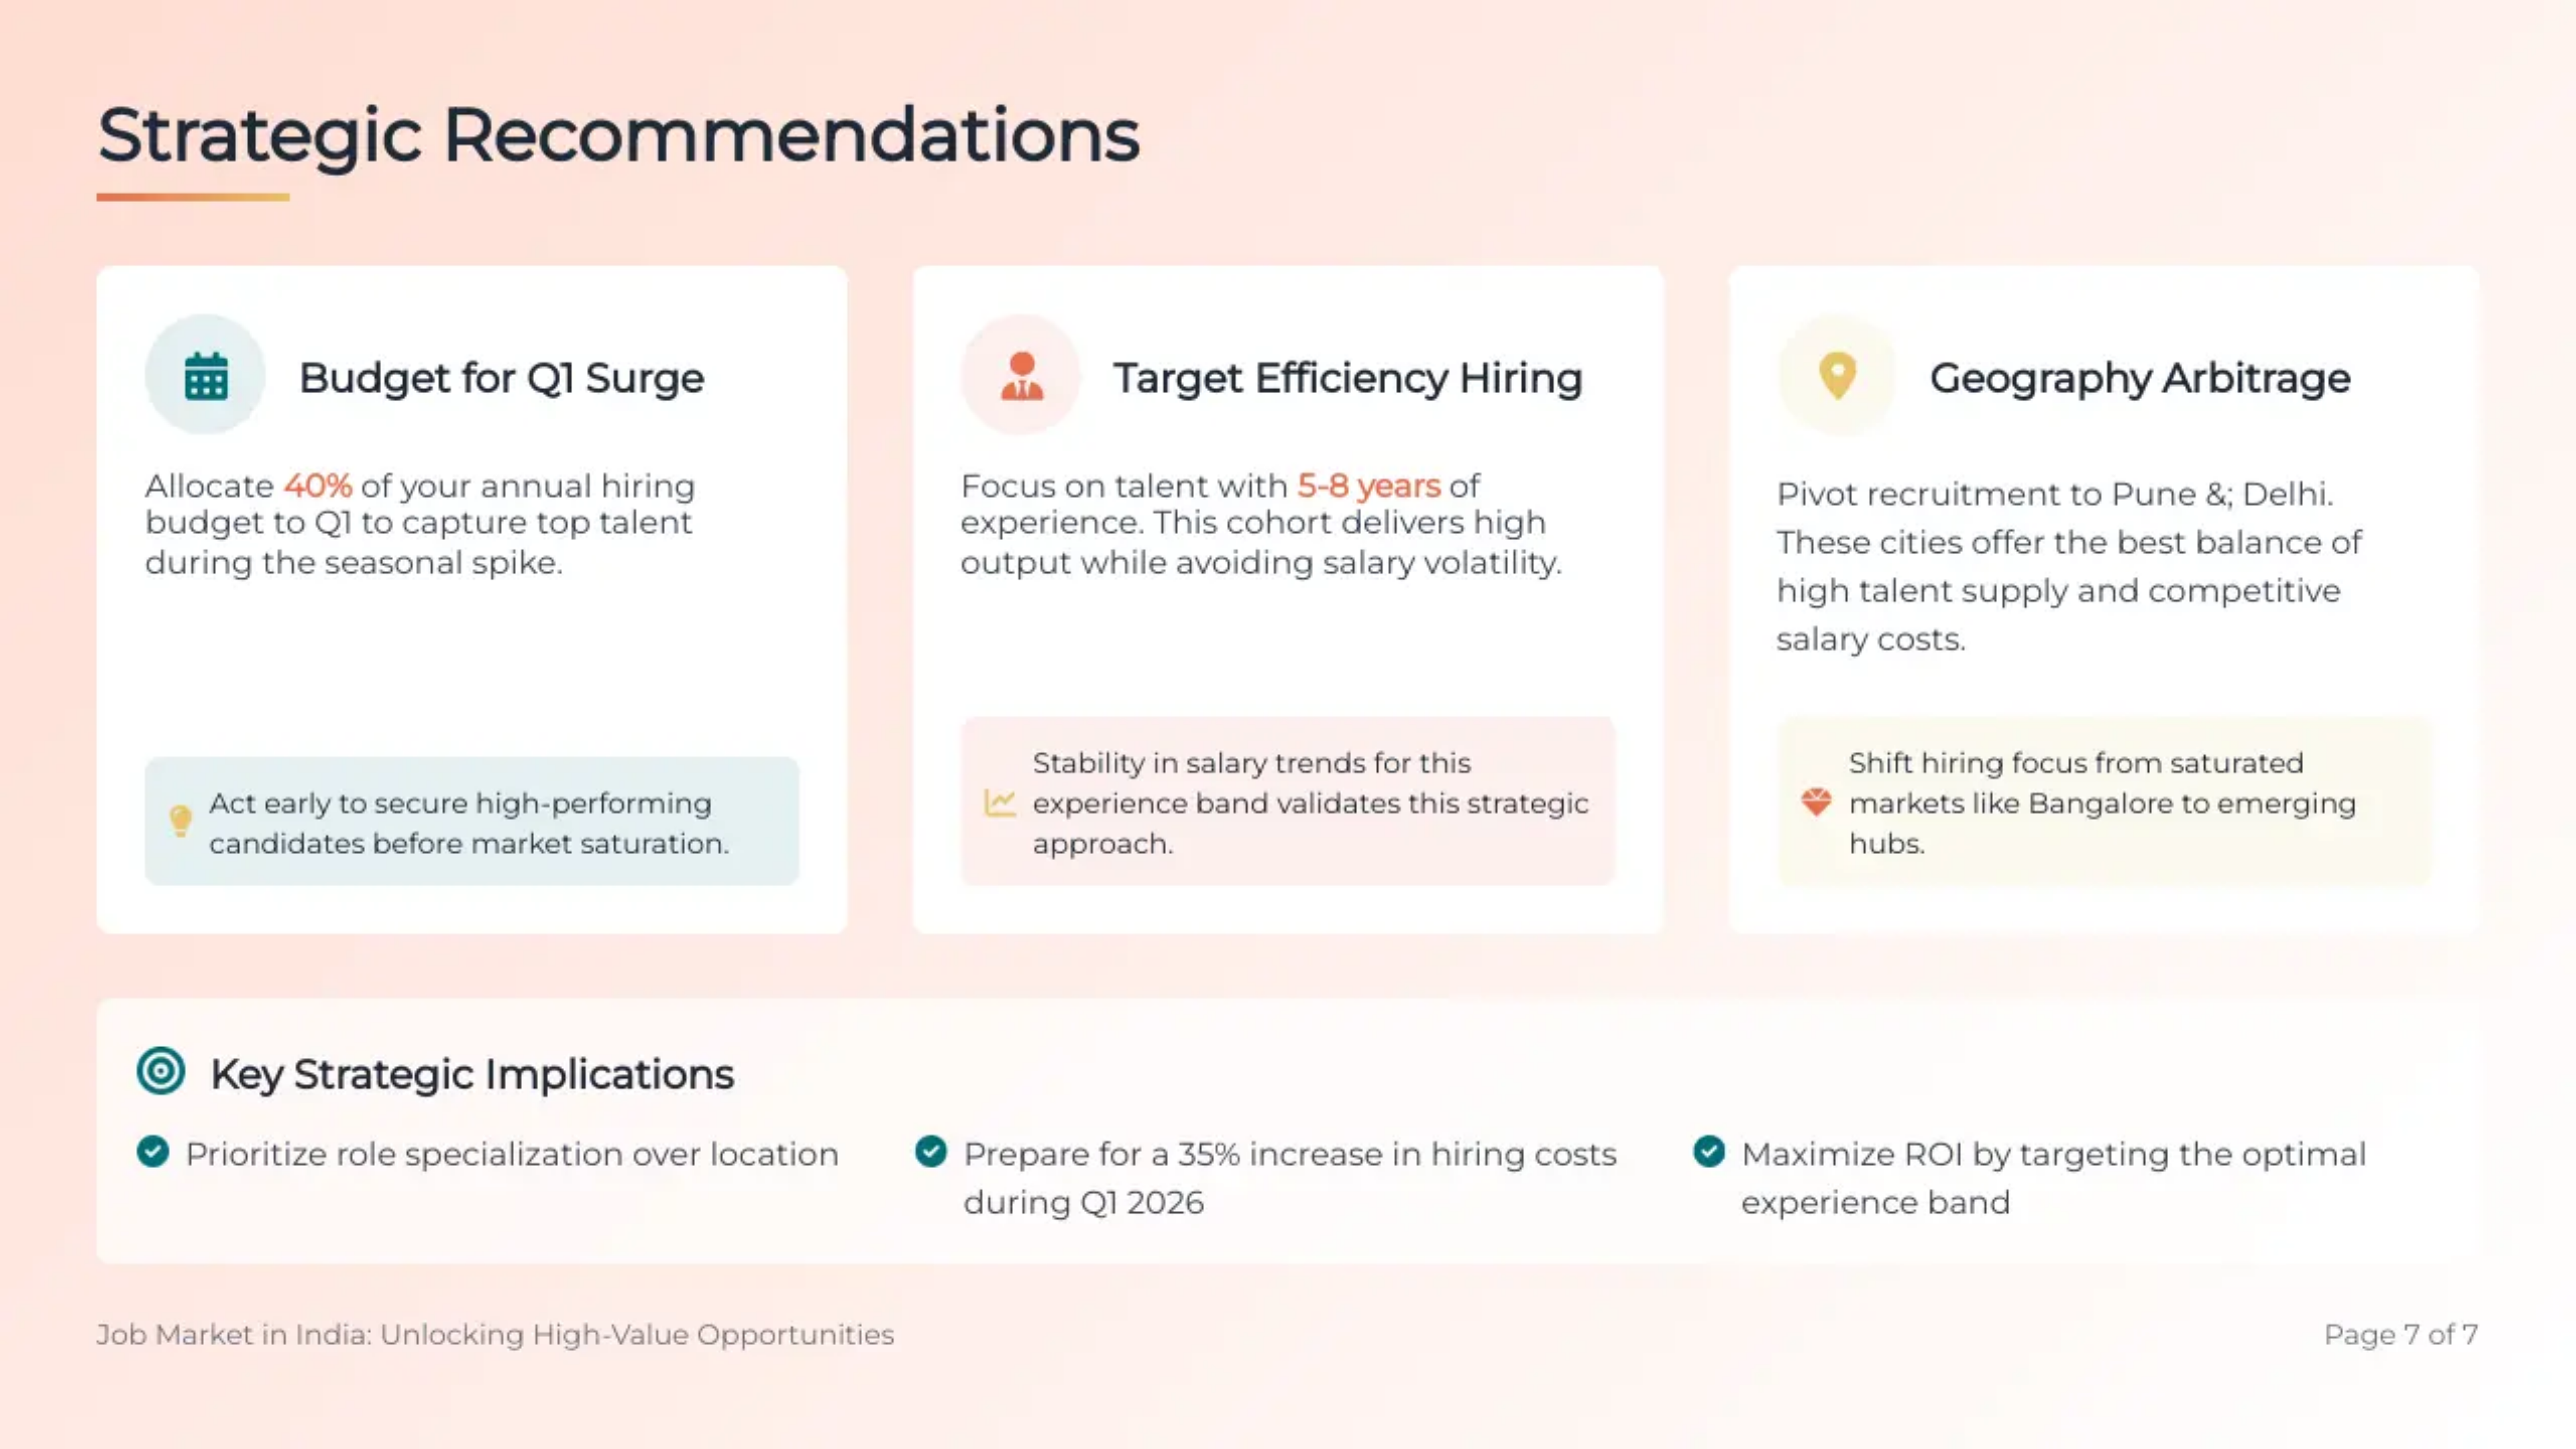 Strategic Recommendations
Budget for Q1 Surge
Allocate 40% of your annual hiring
budget to Q1 to capture top talent
during the seasonal spike.
Act early to secure high-performing
candidates before market saturation.
Target Efficiency Hiring
Focus on talent with 5-8 years of
experience. This cohort delivers high
output while avoiding salary volatility.
Stability in salary trends for this
experience band validates this strategic
approach.
Geography Arbitrage
Pivot recruitment to Pune &; Delhi.
These cities offer the best balance of
high talent supply and competitive
salary costs.
Shift hiring focus from saturated
markets like Bangalore to emerging
hubs.
Key Strategic Implications
Prioritize role specialization over location
Prepare for a 35% increase in hiring costs
during Q1 2026
Maximize ROI by targeting the optimal
experience band
Job Market in India: Unlocking High-Value Opportunities
Page 7 of 7